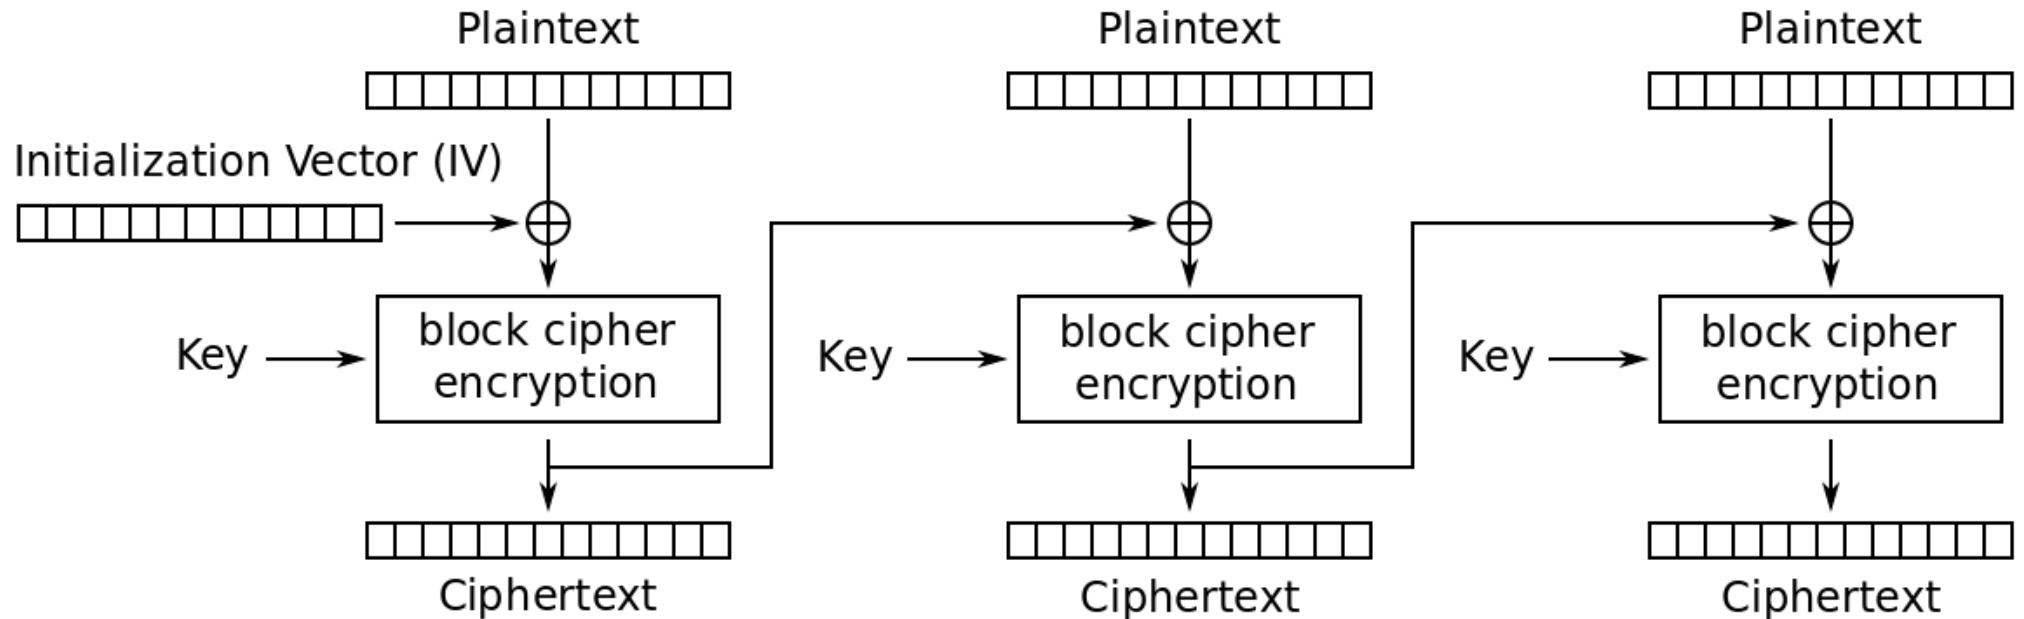 Plaintext
Plaintext
Plaintext
Initialization Vector (IV)
Key
block cipher
encryption
Key
block cipher
encryption
Key
block cipher
encryption
Ciphertext
Ciphertext
Ciphertext